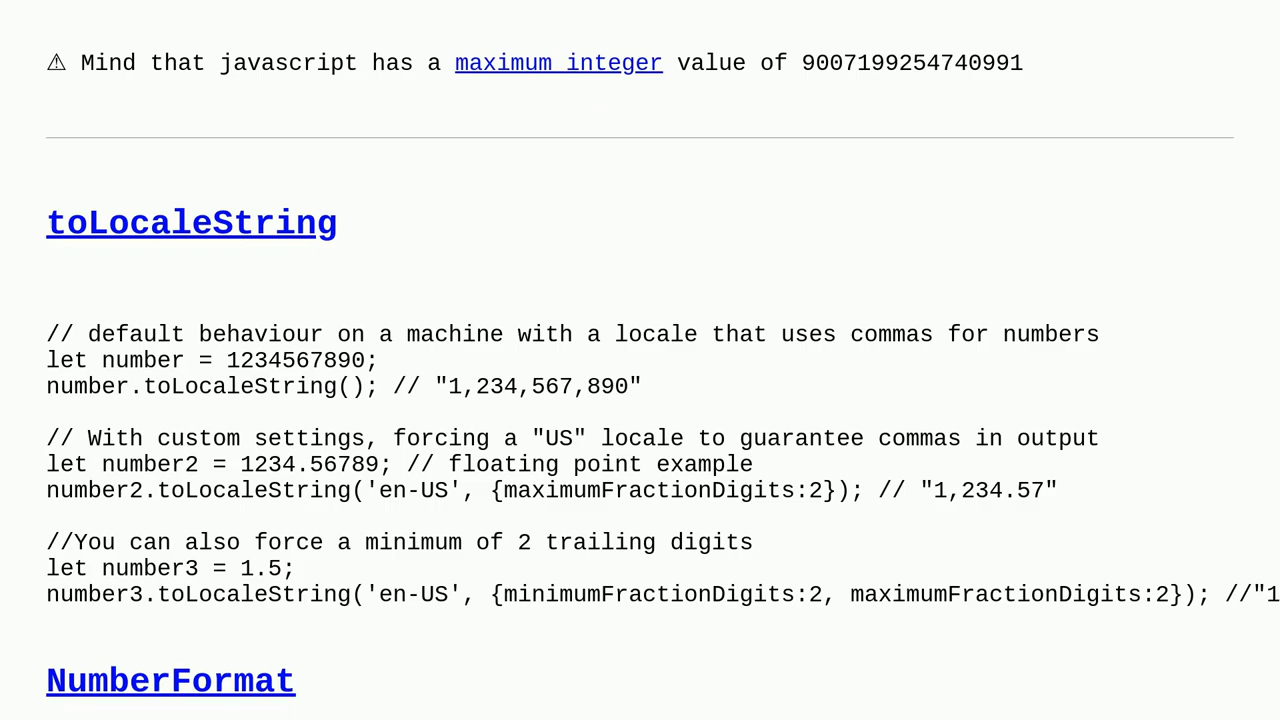 ⚠ Mind that javascript has a maximum integer value of 9007199254740991
toLocaleString
// default behaviour on a machine with a locale that uses commas for numbers
let number = 1234567890;
number.toLocaleString(); // "1,234,567,890"
// With custom settings, forcing a "US" locale to guarantee commas in output
let number2 = 1234.56789; // floating point example
number2.toLocaleString('en-US', {maximumFractionDigits:2}); // "1,234.57"
//You can also force a minimum of 2 trailing digits
let number3 = 1.5;
number3.toLocaleString('en-US', {minimumFractionDigits:2, maximumFractionDigits:2}); //"1
NumberFormat